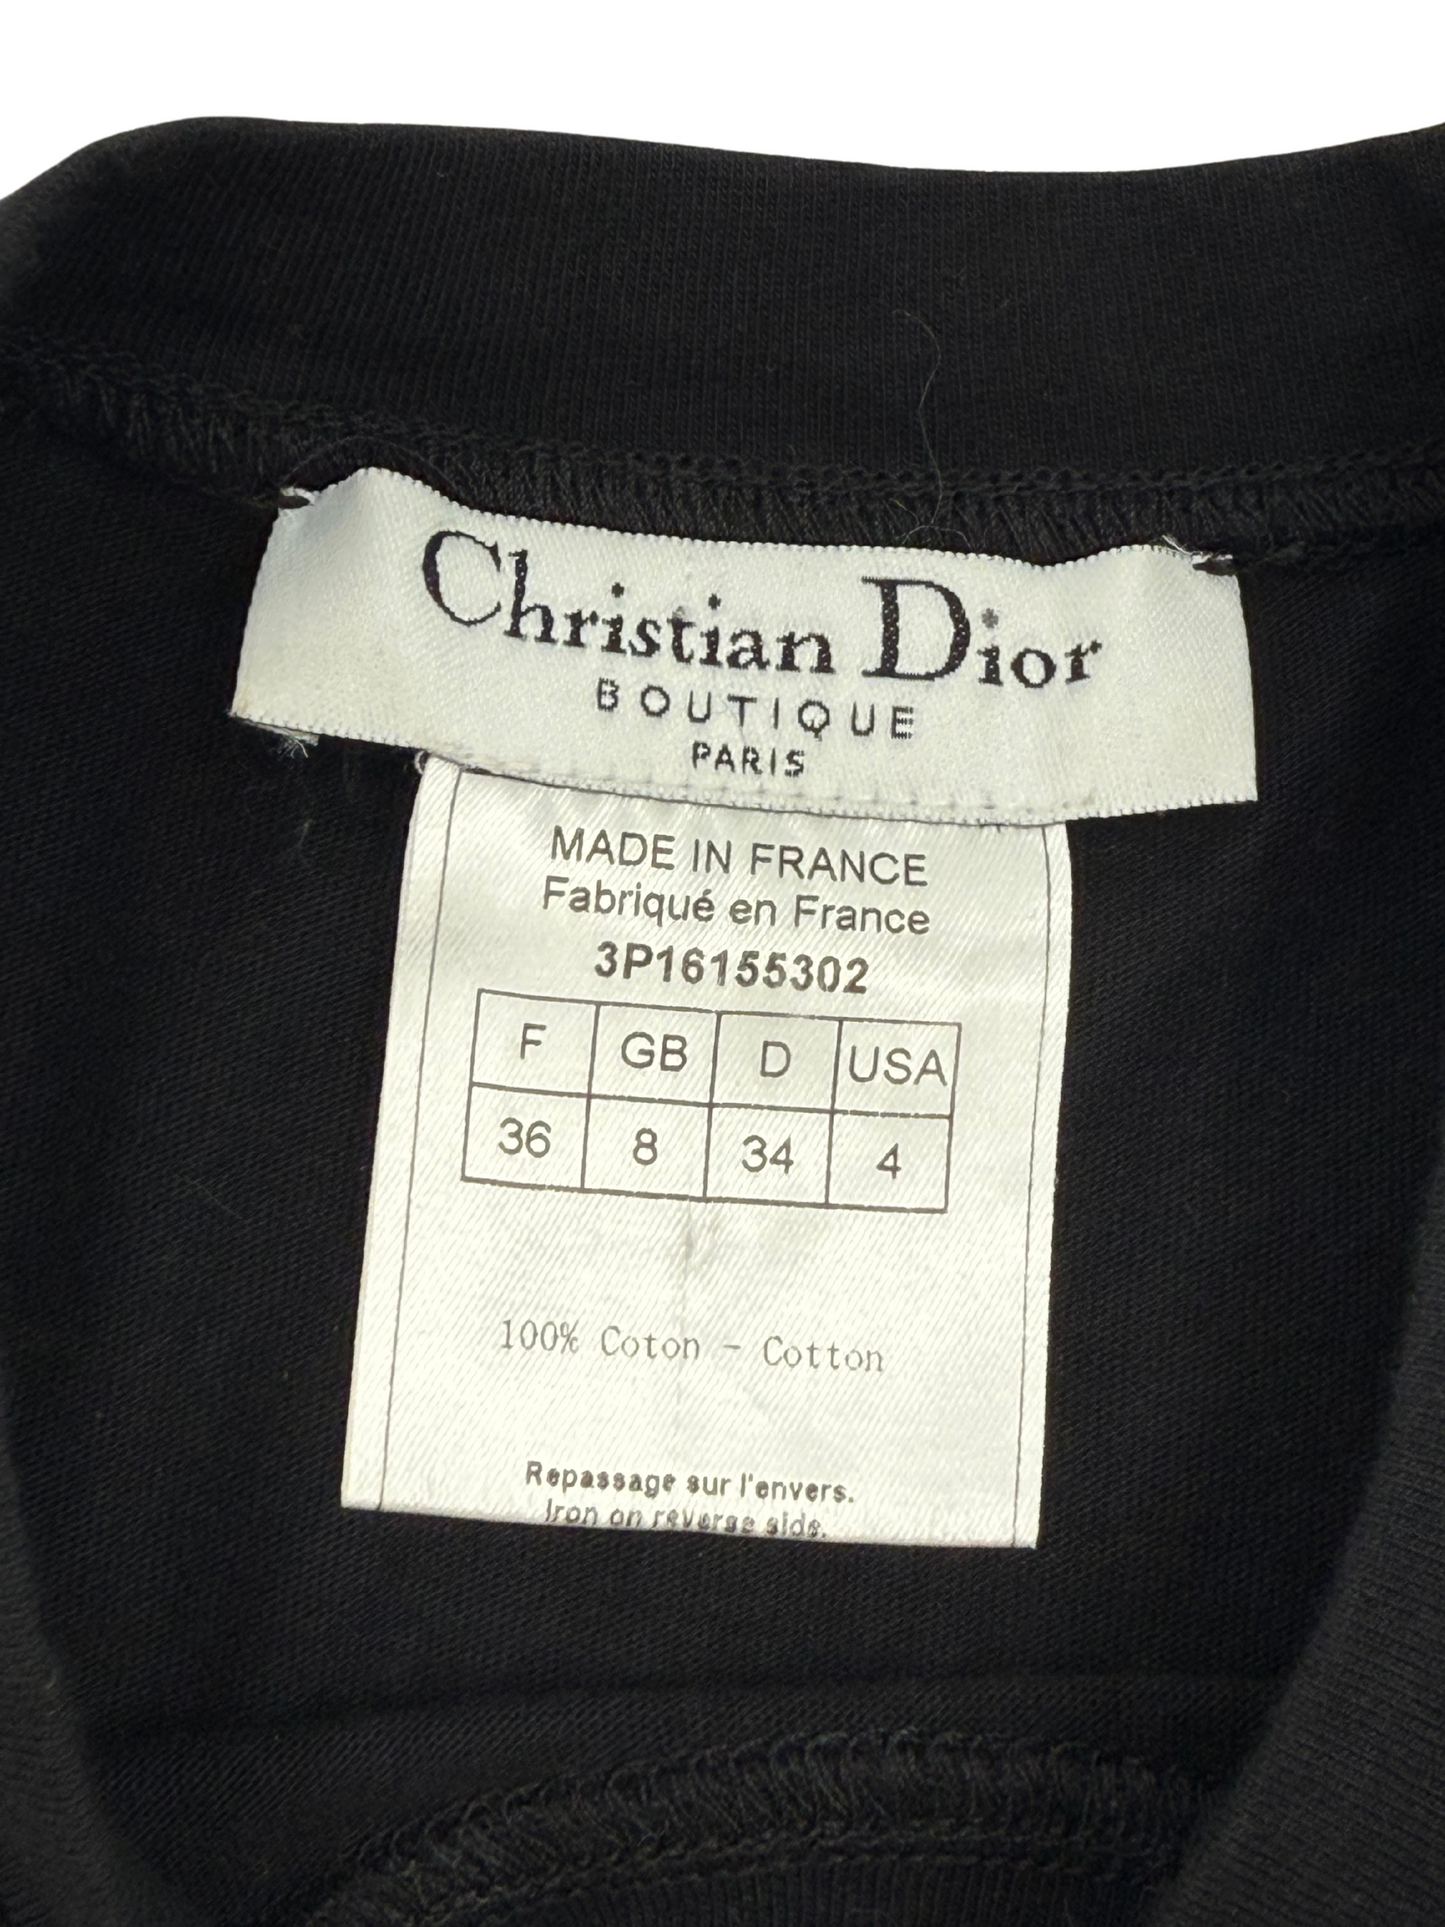 Christian Dior
BOUTIQUE
PARIS
MADE IN FRANCE
Fabriqué en France
3P16155302
F GB D USA
36 8 34 4
100% Coton - Cotton
Repassage sur l'envers.
Iron on reverse side.